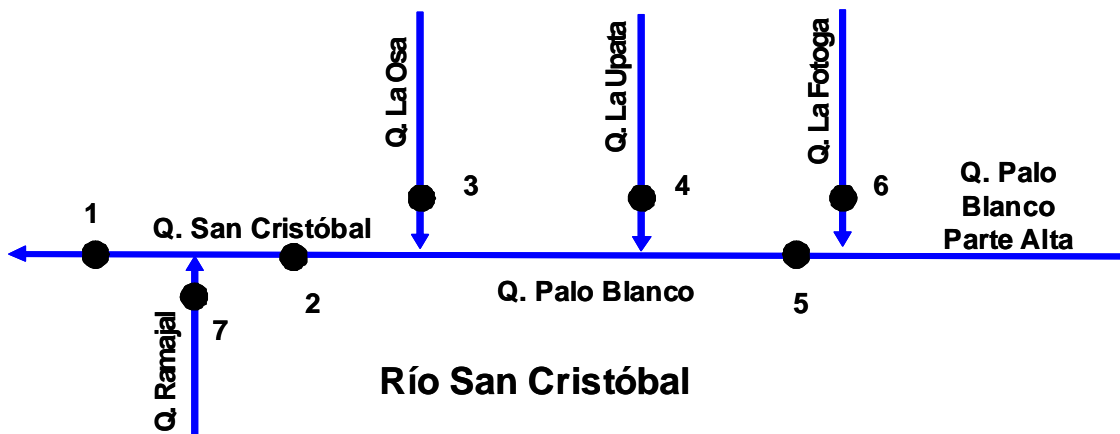 Q. La Osa
Q. La Upata
Q. La Fotoga
3
4
6
Q. Palo
Blanco
Parte Alta
1
Q. San Cristóbal
2
Q. Palo Blanco
5
7
Q. Ramajal
Río San Cristóbal